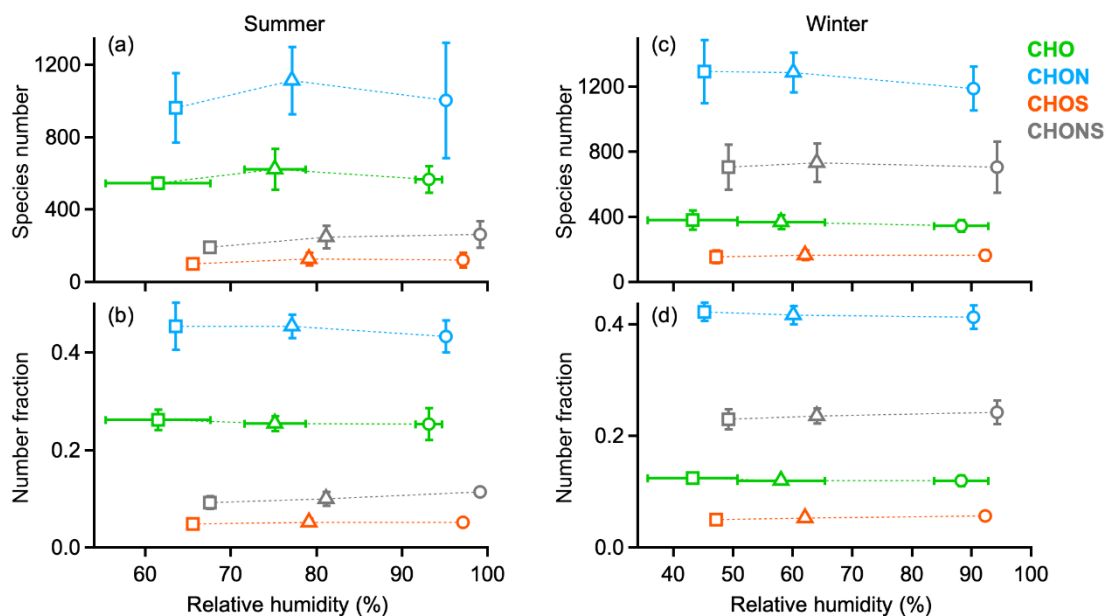 Summer
Winter
(a)
1200
800
400
0
Species number
(c)
1200
800
400
0
Species number
CHO
CHON
CHOS
CHONS
(b)
0.4
0.2
0.0
Number fraction
60 70 80 90 100
Relative humidity (%)
(d)
0.4
0.2
0.0
Number fraction
40 50 60 70 80 90 100
Relative humidity (%)